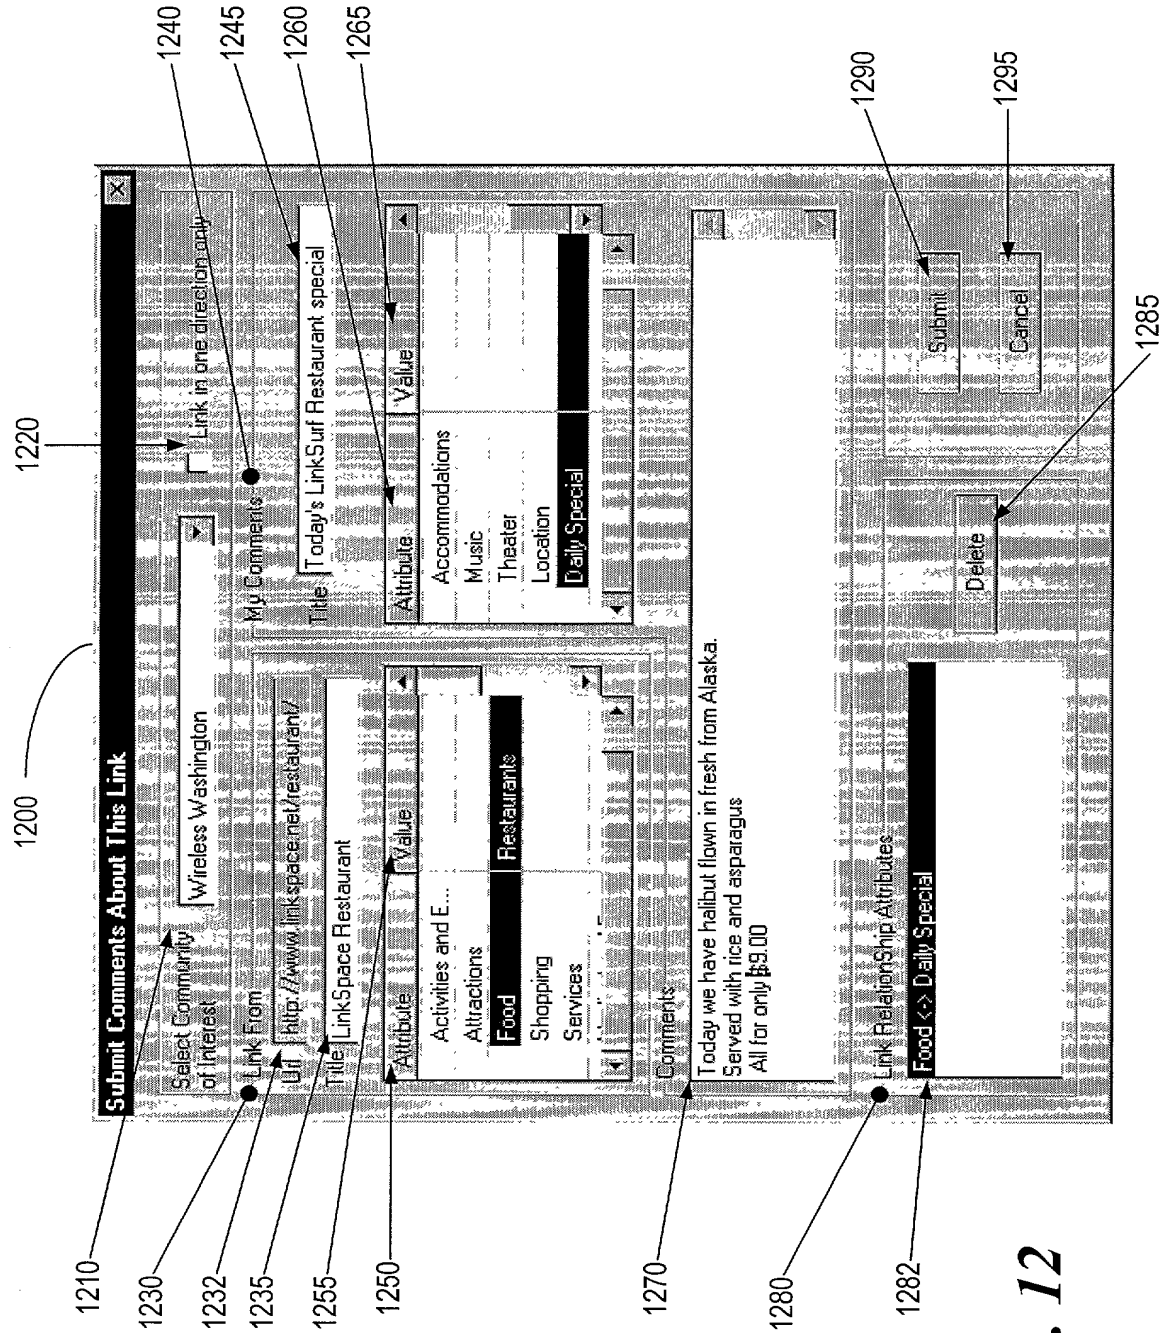 1200
1220
1240
1245
1260
1265
Submit Comments About This Link
1210
Select Community
of Interest
Wireless Washington
Link in one direction only
1230
Link From
My Comments
1232
Url
http://www.linkspace.net/restaurant/
1235
Title
LinkSpace Restaurant
Title
Today's LinkSurf Restaurant special
1255
1250
Attribute
Value
Attribute
Value
Activities and E...
Attractions
Food
Restaurants
Shopping
Services
Accommodations
Music
Theater
Location
Daily Special
Comments
1270
Today we have halibut flown in fresh from Alaska.
Served with rice and asparagus
All for only $9.00
1280
Link RelationShip Attributes
1282
Food <-> Daily Special
Delete
1285
Submit
1290
Cancel
1295
. 12